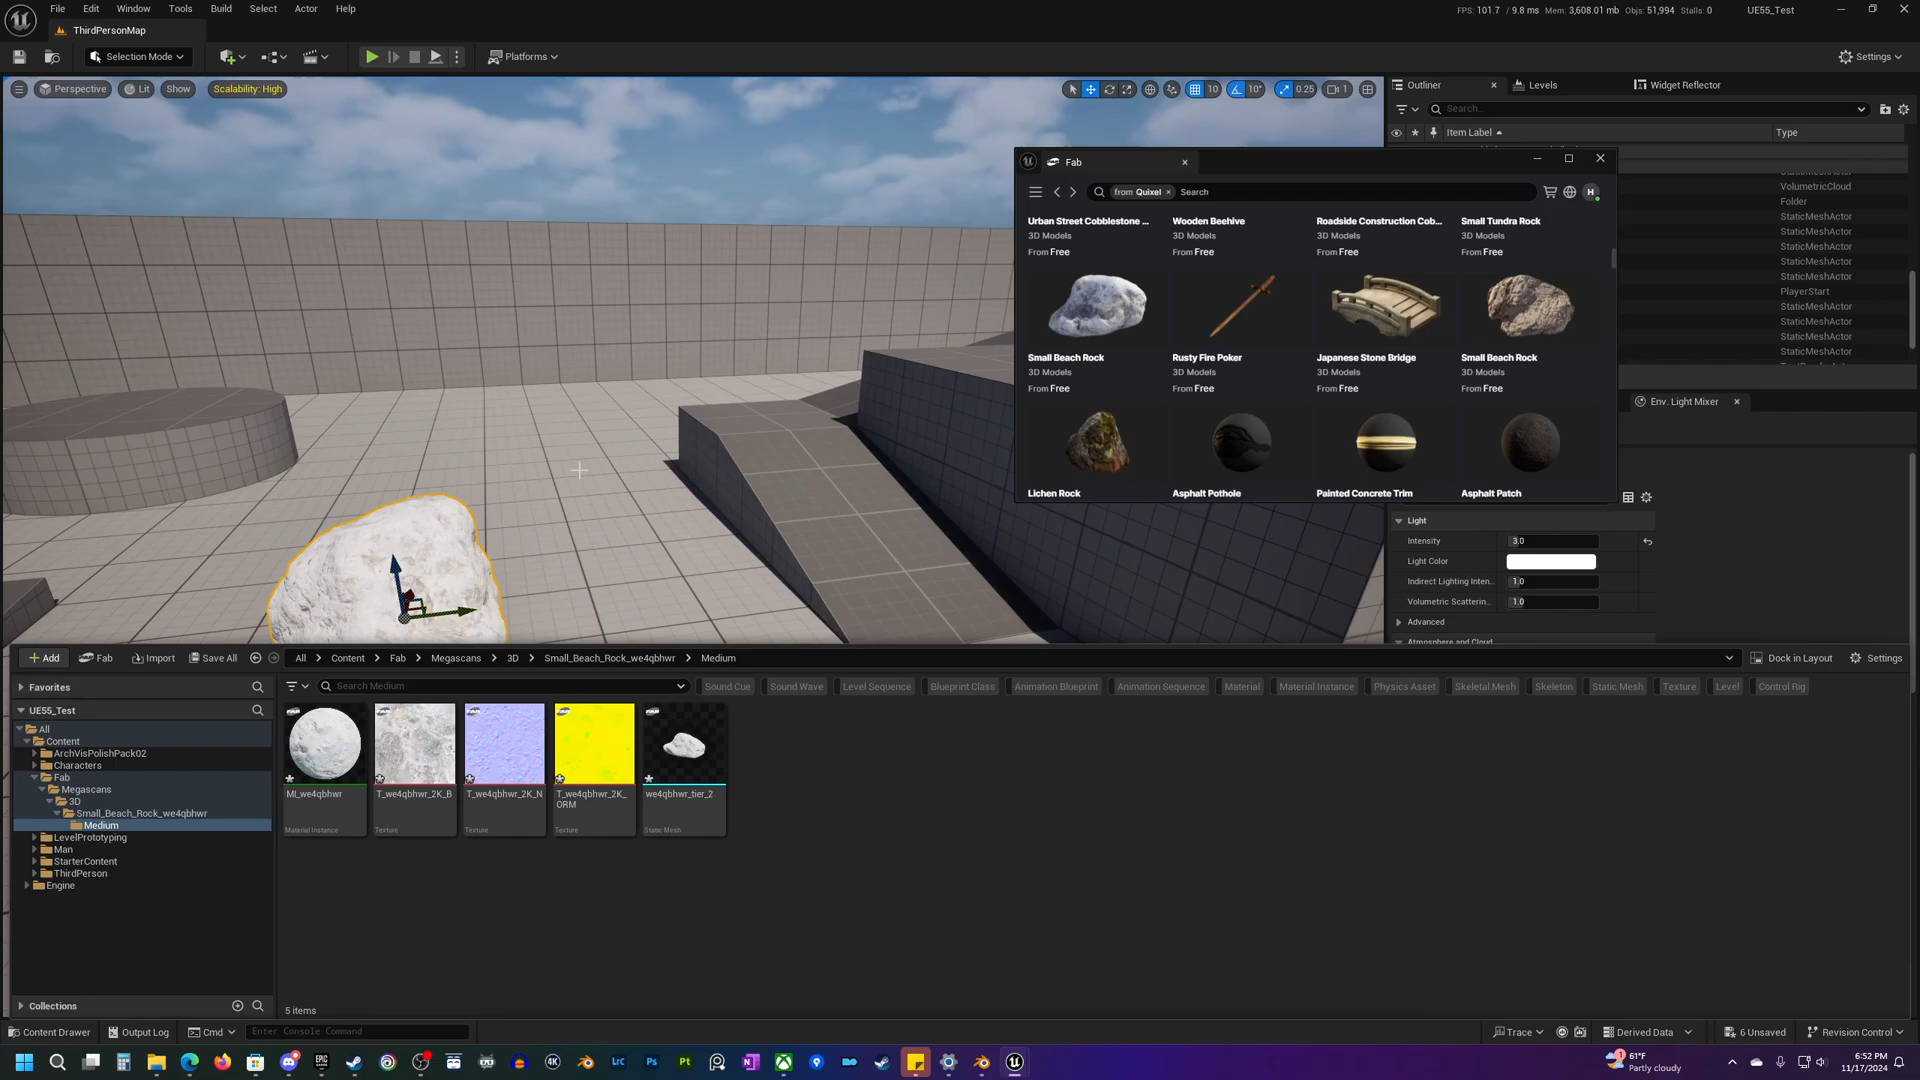 File Edit Window Tools Build Select Actor Help
FPS: 101.7 / 9.8 ms Mem: 3,608.01 mb Objs: 51,994 Stalls: 0 UE55_Test
ThirdPersonMap
Selection Mode Platforms Settings
Perspective Lit Show Scalability: High 10 10° 0.25 1
Outliner Levels Widget Reflector
Search...
Item Label Type
Fab
from Quixel × Search H
Urban Street Cobblestone ... Wooden Beehive Roadside Construction Cob... Small Tundra Rock
3D Models 3D Models 3D Models 3D Models
From Free From Free From Free From Free
Small Beach Rock Rusty Fire Poker Japanese Stone Bridge Small Beach Rock
3D Models 3D Models 3D Models 3D Models
From Free From Free From Free From Free
Lichen Rock Asphalt Pothole Painted Concrete Trim Asphalt Patch
VolumetricCloud
Folder
StaticMeshActor
StaticMeshActor
StaticMeshActor
StaticMeshActor
StaticMeshActor
PlayerStart
StaticMeshActor
StaticMeshActor
StaticMeshActor
StaticMeshActor
Env. Light Mixer
Light
Intensity 3.0
Light Color
Indirect Lighting Inten... 1.0
Volumetric Scatterin... 1.0
Advanced
Atmosphere and Cloud
Add Fab Import Save All All Content Fab Megascans 3D Small_Beach_Rock_we4qbhwr Medium Dock in Layout Settings
Favorites
UE55_Test
All
Content
ArchVisPolishPack02
Characters
Fab
Megascans
3D
Small_Beach_Rock_we4qbhwr
Medium
LevelPrototyping
Man
StarterContent
ThirdPerson
Engine
Collections
Search Medium Sound Cue Sound Wave Level Sequence Blueprint Class Animation Blueprint Animation Sequence Material Material Instance Physics Asset Skeletal Mesh Skeleton Static Mesh Texture Level Control Rig
MI_we4qbhwr T_we4qbhwr_2K_B T_we4qbhwr_2K_N T_we4qbhwr_2K_ we4qbhwr_tier_2
ORM
Material Instance Texture Texture Texture Static Mesh
5 items
Content Drawer Output Log Cmd Enter Console Command Trace Derived Data 6 Unsaved Revision Control
EPIC 4K LrC Ps Pt N
1 61°F
Partly cloudy
6:52 PM
11/17/2024